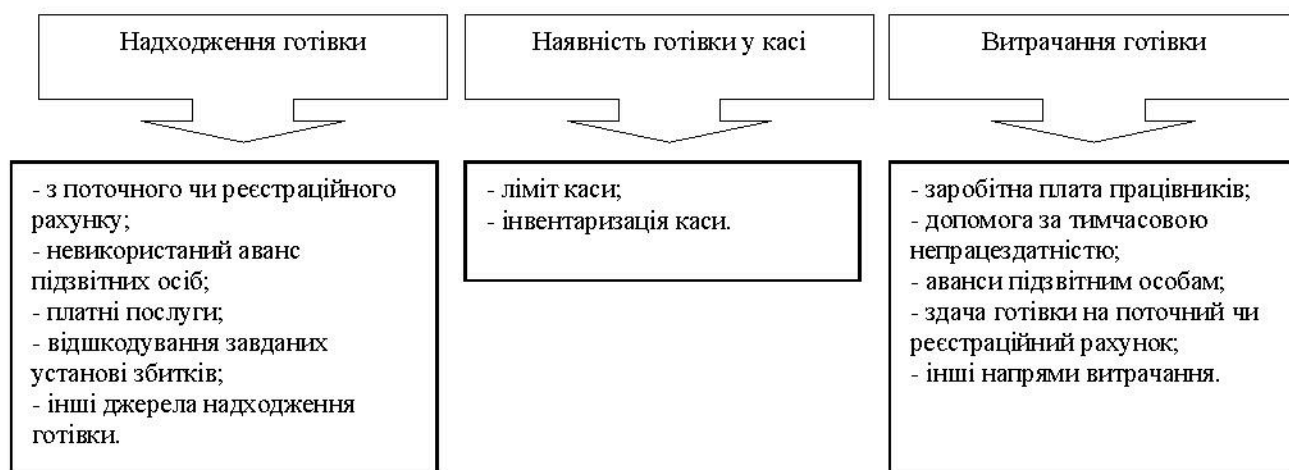 Надходження готівки
Наявність готівки у касі
Витрачання готівки
- з поточного чи реєстраційного
рахунку;
- невикористаний аванс
підзвітних осіб;
- платні послуги;
- відшкодування завданих
установі збитків;
- інші джерела надходження
готівки.
- ліміт каси;
- інвентаризація каси.
- заробітна плата працівників;
- допомога за тимчасовою
непрацездатністю;
- аванси підзвітним особам;
- здача готівки на поточний чи
реєстраційний рахунок;
- інші напрями витрачання.